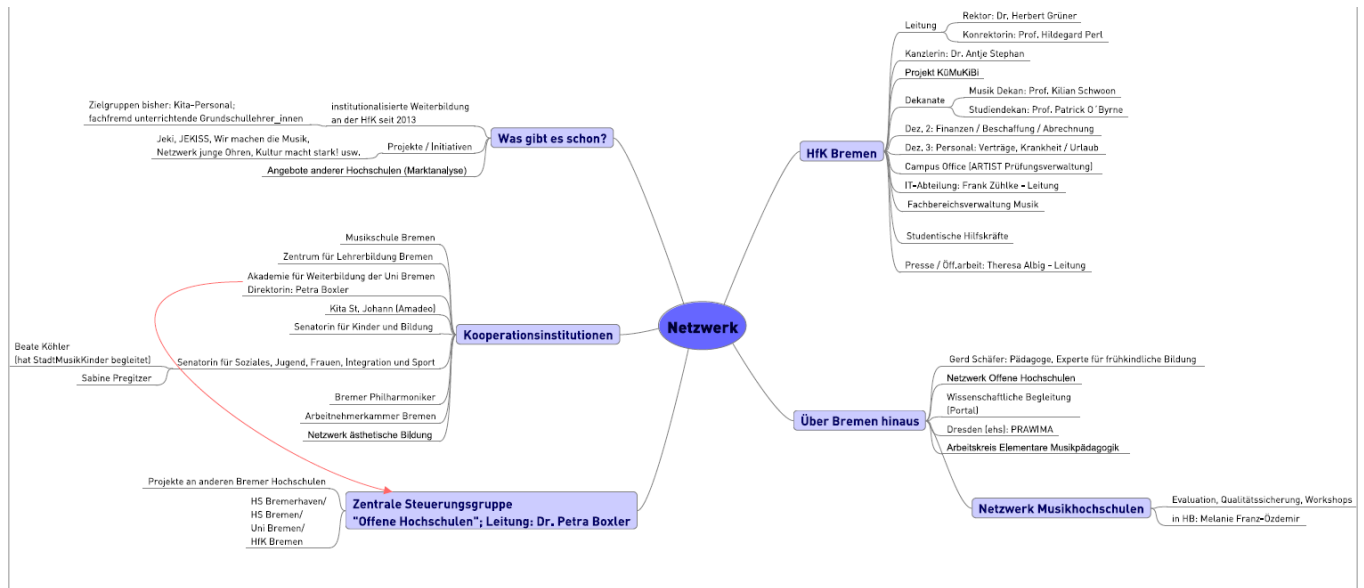 Netzwerk
Was gibt es schon?
institutionalisierte Weiterbildung
an der HfK seit 2013
Zielgruppen bisher: Kita-Personal;
fachfremd unterrichtende Grundschullehrer_innen
Projekte / Initiativen
Jeki, JEKISS, Wir machen die Musik,
Netzwerk junge Ohren, Kultur macht stark! usw.
Angebote anderer Hochschulen (Marktanalyse)
Kooperationsinstitutionen
Musikschule Bremen
Zentrum für Lehrerbildung Bremen
Akademie für Weiterbildung der Uni Bremen
Direktorin: Petra Boxler
Kita St, Johann (Amadeo)
Senatorin für Kinder und Bildung
Senatorin für Soziales, Jugend, Frauen, Integration und Sport
Beate Köhler
(hat StadtMusikKinder begleitet)
Sabine Pregitzer
Bremer Philharmoniker
Arbeitnehmerkammer Bremen
Netzwerk ästhetische Bildung
Zentrale Steuerungsgruppe
"Offene Hochschulen"; Leitung: Dr. Petra Boxler
Projekte an anderen Bremer Hochschulen
HS Bremerhaven/
HS Bremen/
Uni Bremen/
HfK Bremen
HfK Bremen
Leitung
Rektor: Dr, Herbert Grüner
Konrektorin: Prof. Hildegard Perl
Kanzlerin: Dr. Antje Stephan
Projekt KüMuKiBi
Dekanate
Musik Dekan: Prof. Kilian Schwoon
Studiendekan: Prof. Patrick O´Byrne
Dez, 2: Finanzen / Beschaffung / Abrechnung
Dez. 3: Personal: Verträge, Krankheit / Urlaub
Campus Office (ARTIST Prüfungsverwaltung)
IT-Abteilung: Frank Zühlke - Leitung
Fachbereichsverwaltung Musik
Studentische Hilfskräfte
Presse / Öff.arbeit: Theresa Albig - Leitung
Über Bremen hinaus
Gerd Schäfer: Pädagoge, Experte für frühkindliche Bildung
Netzwerk Offene Hochschulen
Wissenschaftliche Begleitung
(Portal)
Dresden (ehs): PRAWIMA
Arbeitskreis Elementare Musikpädagogik
Netzwerk Musikhochschulen
Evaluation, Qualitätssicherung, Workshops
in HB: Melanie Franz-Özdemir